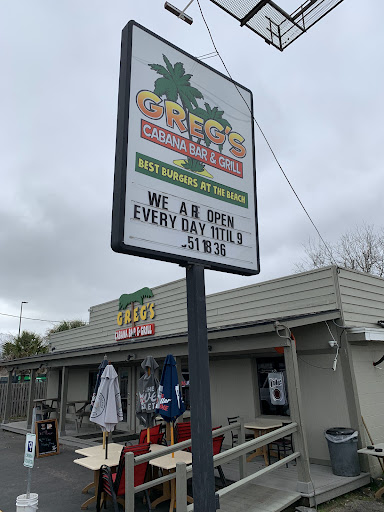 GREG'S
CABANA BAR & GRILL
BEST BURGERS AT THE BEACH
WE AR OPEN
EVERY DAY 11TIL 9
.51 18 36
GREG'S
CABANA BAR & GRILL